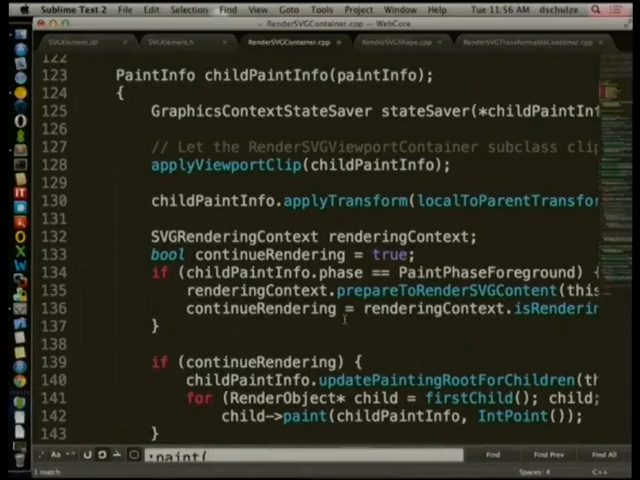 Sublime Text 2 File Edit Selection Find View Goto Tools Project Window Help Tue 11:56 AM dschulze
RenderSVGContainer.cpp — WebCore
SVGElement.idl SVGElement.h RenderSVGContainer.cpp RenderSVGShape.cpp RenderSVGTransformableContainer.cpp
122
123 PaintInfo childPaintInfo(paintInfo);
124 {
125 GraphicsContextStateSaver stateSaver(*childPaintInf
126
127 // Let the RenderSVGViewportContainer subclass clip
128 applyViewportClip(childPaintInfo);
129
130 childPaintInfo.applyTransform(localToParentTransfor
131
132 SVGRenderingContext renderingContext;
133 bool continueRendering = true;
134 if (childPaintInfo.phase == PaintPhaseForeground) {
135 renderingContext.prepareToRenderSVGContent(this
136 continueRendering = renderingContext.isRenderin
137 }
138
139 if (continueRendering) {
140 childPaintInfo.updatePaintingRootForChildren(th
141 for (RenderObject* child = firstChild(); child;
142 child->paint(childPaintInfo, IntPoint());
143 }
.* Aa "" :paint( Find Find Prev Find All
1 match Spaces: 4 C++